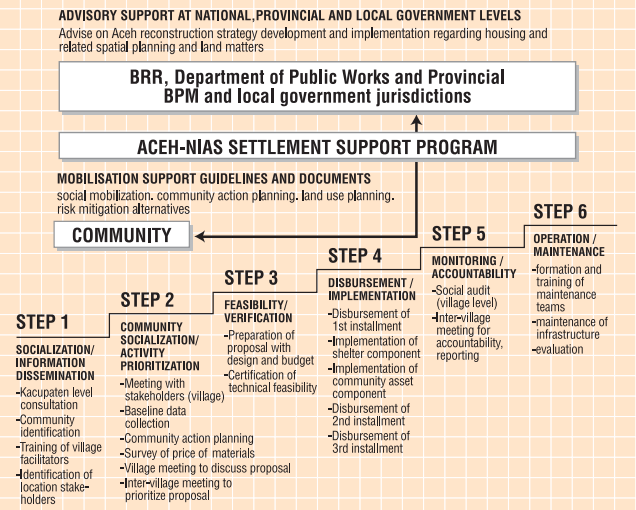 ADVISORY SUPPORT AT NATIONAL,PROVINCIAL AND LOCAL GOVERNMENT LEVELS
Advise on Aceh reconstruction strategy development and implementation regarding housing and
related spatial planning and land matters
BRR, Department of Public Works and Provincial
BPM and local government jurisdictions
ACEH-NIAS SETTLEMENT SUPPORT PROGRAM
MOBILISATION SUPPORT GUIDELINES AND DOCUMENTS
social mobilization. community action planning. land use planning.
risk mitigation alternatives
COMMUNITY
STEP 1
SOCIALIZATION/
INFORMATION
DISSEMINATION
-Kacupaten level
consultation
-Community
identification
-Training of village
facilitators
-Identification of
location stake-
holders
STEP 2
COMMUNITY
SOCIALIZATION/
ACTIVITY
PRIORITIZATION
-Meeting with
stakeholders (village)
-Baseline data
collection
-Community action planning
-Survey of price of materials
-Village meeting to discuss proposal
-Inter-village meeting to
prioritize proposal
STEP 3
FEASIBILITY/
VERIFICATION
-Preparation of
proposal with
design and budget
-Certification of
technical feasibility
STEP 4
DISBURSEMENT /
IMPLEMENTATION
-Disbursement of
1st installment
-Implementation of
shelter component
-Implementation of
community asset
component
-Disbursement of
2nd installment
-Disbursement of
3rd installment
STEP 5
MONITORING /
ACCOUNTABILITY
-Social audit
(village level)
-Inter-village
meeting for
accountability,
reporting
STEP 6
OPERATION /
MAINTENANCE
-formation and
training of
maintenance
teams
-maintenance of
infrastructure
-evaluation